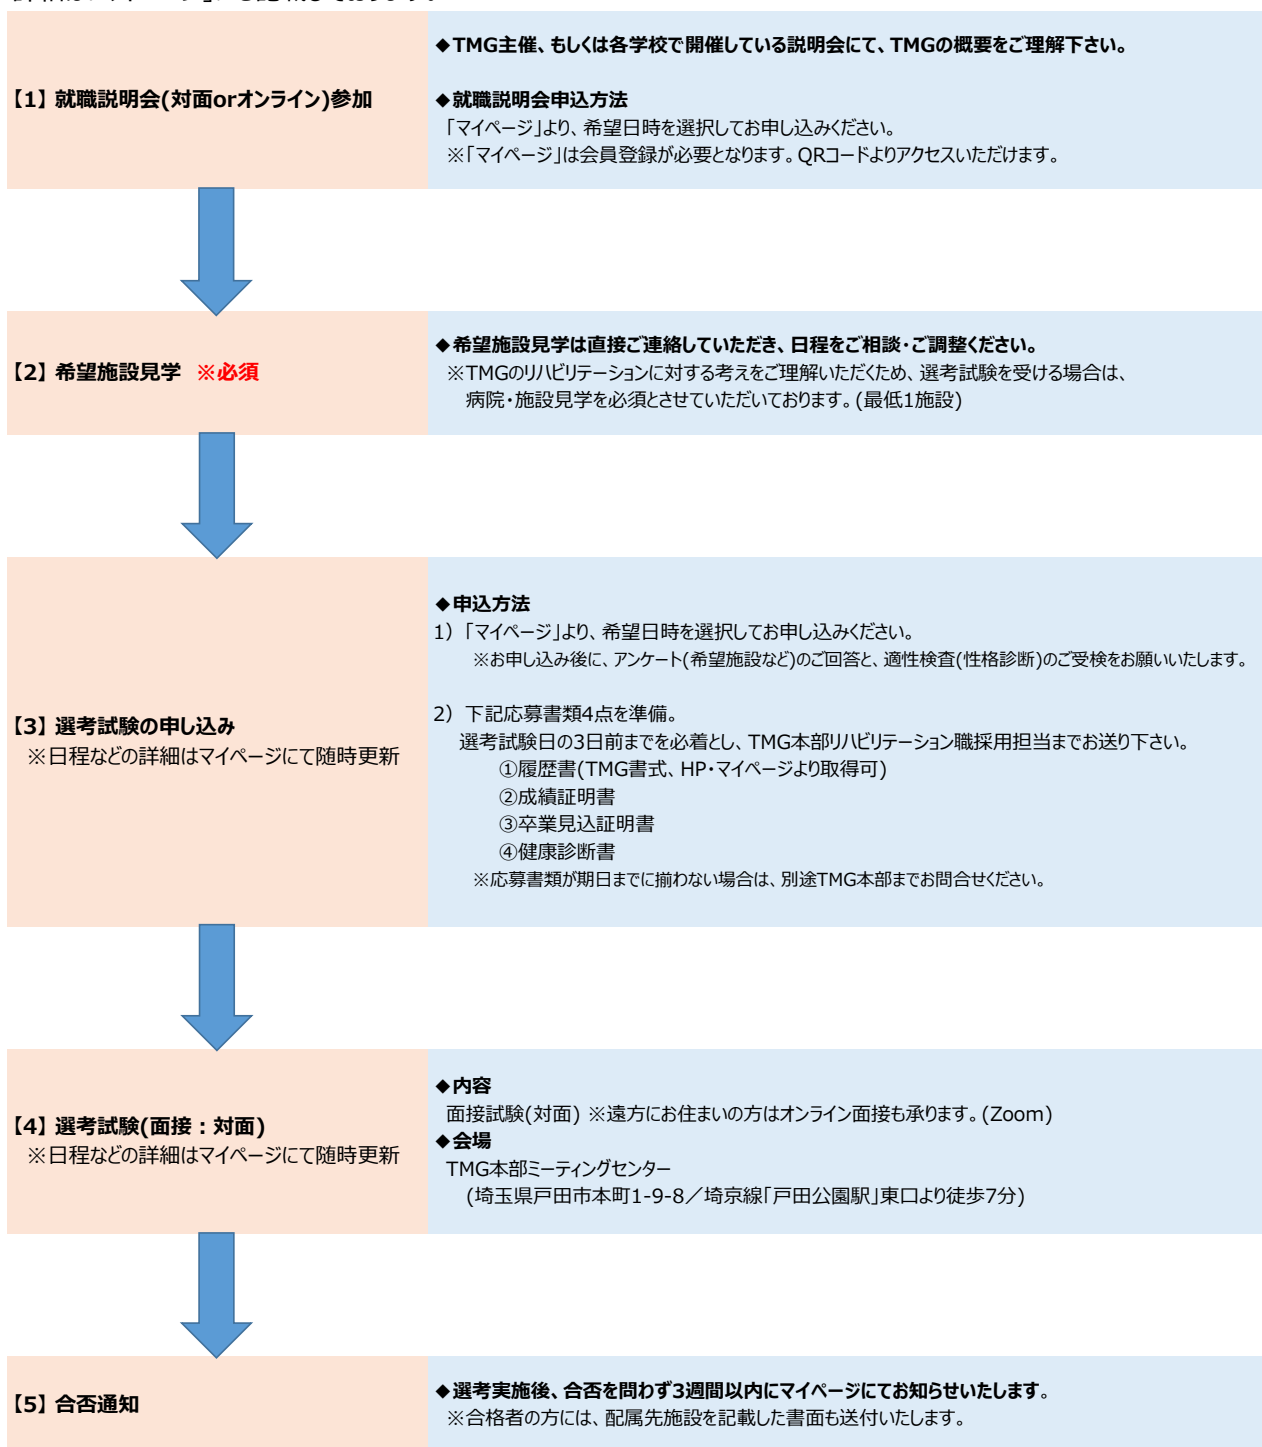 【1】 就職説明会(対面orオンライン)参加
◆TMG主催、もしくは各学校で開催している説明会にて、TMGの概要をご理解下さい。
◆就職説明会申込方法
「マイページ」より、希望日時を選択してお申し込みください。
※「マイページ」は会員登録が必要となります。QRコードよりアクセスいただけます。
【2】 希望施設見学 ※必須
◆希望施設見学は直接ご連絡していただき、日程をご相談・ご調整ください。
※TMGのリハビリテーションに対する考えをご理解いただくため、選考試験を受ける場合は、
病院・施設見学を必須とさせていただいております。(最低1施設)
【3】 選考試験の申し込み
※日程などの詳細はマイページにて随時更新
◆申込方法
1) 「マイページ」より、希望日時を選択してお申し込みください。
※お申し込み後に、アンケート(希望施設など)のご回答と、適性検査(性格診断)のご受検をお願いいたします。
2) 下記応募書類4点を準備。
選考試験日の3日前までを必着とし、TMG本部リハビリテーション職採用担当までお送り下さい。
①履歴書(TMG書式、HP・マイページより取得可)
②成績証明書
③卒業見込証明書
④健康診断書
※応募書類が期日までに揃わない場合は、別途TMG本部までお問合せください。
【4】 選考試験(面接：対面)
※日程などの詳細はマイページにて随時更新
◆内容
面接試験(対面) ※遠方にお住まいの方はオンライン面接も承ります。(Zoom)
◆会場
TMG本部ミーティングセンター
(埼玉県戸田市本町1-9-8／埼京線「戸田公園駅」東口より徒歩7分)
【5】 合否通知
◆選考実施後、合否を問わず3週間以内にマイページにてお知らせいたします。
※合格者の方には、配属先施設を記載した書面も送付いたします。